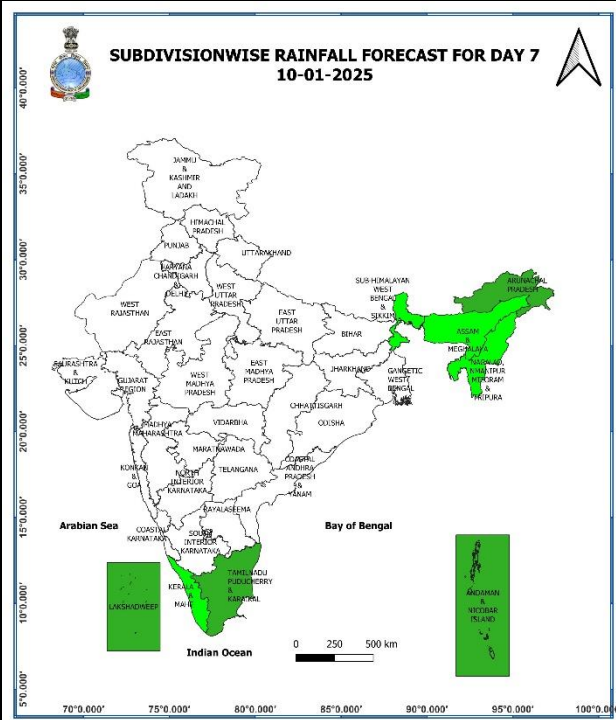 SUBDIVISIONWISE RAINFALL FORECAST FOR DAY 7
10-01-2025
40°0.000'
35°0.000'
30°0.000'
25°0.000'
20°0.000'
15°0.000'
10°0.000'
5°0.000'
JAMMU
&
KASHMIR
AND
LADAKH
HIMACHAL
PRADESH
PUNJAB
UTTARAKHAND
HARYANA
CHANDIGARH
&
DELHI
WEST
UTTAR
PRADESH
SUB-HIMALAYAN
WEST
BENGAL
&
SIKKIM
ARUNACHAL
PRADESH
WEST
RAJASTHAN
EAST
RAJASTHAN
EAST
UTTAR
PRADESH
BIHAR
ASSAM
&
MEGHALAYA
SAURASHTRA
&
KUTCH
GUJARAT
REGION
WEST
MADHYA
PRADESH
EAST
MADHYA
PRADESH
JHARKHAND
GANGETIC
WEST
BENGAL
MIZORAM
&
TRIPURA
CHHATTISGARH
ODISHA
MADHYA
MAHARASHTRA
VIDARBHA
MARATHWADA
TELANGANA
KONKAN
&
GOA
NORTH
INTERIOR
KARNATAKA
COASTAL
ANDHRA
PRADESH
&
YANAM
RAYALASEEMA
Arabian Sea
Bay of Bengal
COASTAL
KARNATAKA
SOUTH
INTERIOR
KARNATAKA
LAKSHADWEEP
KERALA
&
MAHE
TAMILNADU
PUDUCHERRY
&
KARAIKAL
ANDAMAN
&
NICOBAR
ISLAND
Indian Ocean
0 250 500 km
70°0.000' 75°0.000' 80°0.000' 85°0.000' 90°0.000' 95°0.000' 100°0.000'